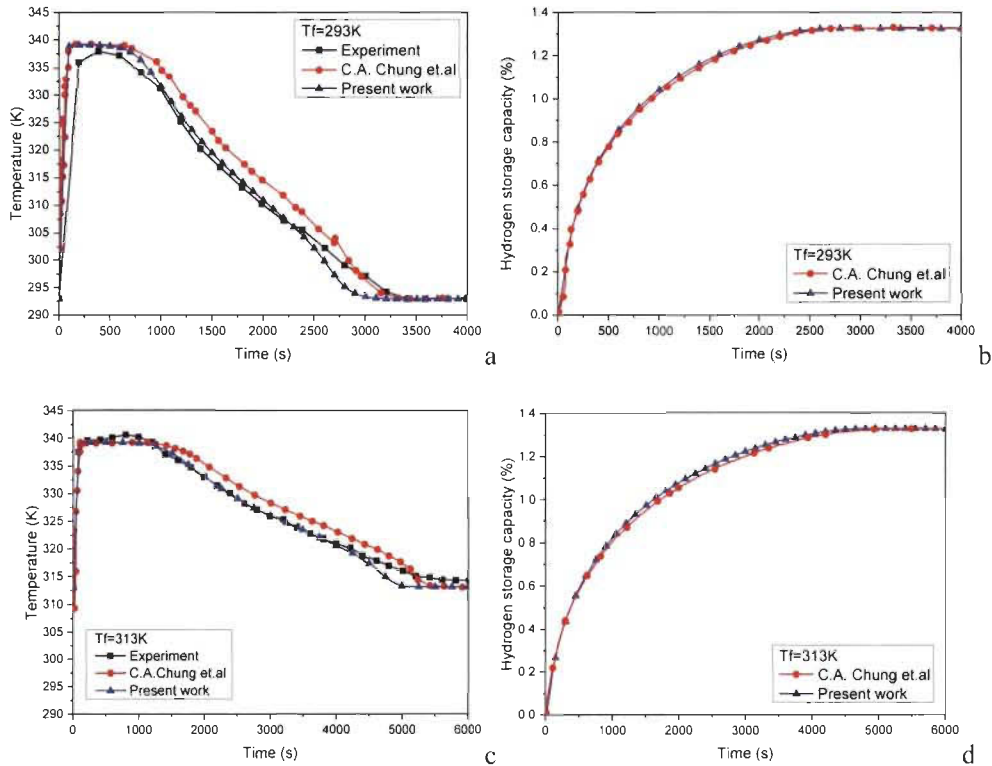 345
340
335
330
325
320
315
310
305
300
295
290
Temperature (K)
Tf=293K
Experiment
C.A. Chung et.al
Present work
0 500 1000 1500 2000 2500 3000 3500 4000
Time (s)
a
1.4
1.2
1.0
0.8
0.6
0.4
0.2
0.0
Hydrogen storage capacity (%)
Tf=293K
C.A. Chung et.al
Present work
0 500 1000 1500 2000 2500 3000 3500 4000
Time (s)
b
345
340
335
330
325
320
315
310
305
300
295
290
Temperature (K)
Tf=313K
Experiment
C.A.Chung et.al
Present work
0 1000 2000 3000 4000 5000 6000
Time (s)
c
1.4
1.2
1.0
0.8
0.6
0.4
0.2
0.0
Hydrogen storage capacity (%)
Tf=313K
C.A. Chung et.al
Present work
0 1000 2000 3000 4000 5000 6000
Time (s)
d